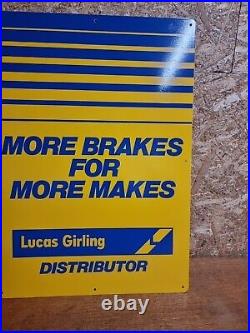 MORE BRAKES
FOR
MORE MAKES
Lucas Girling
DISTRIBUTOR